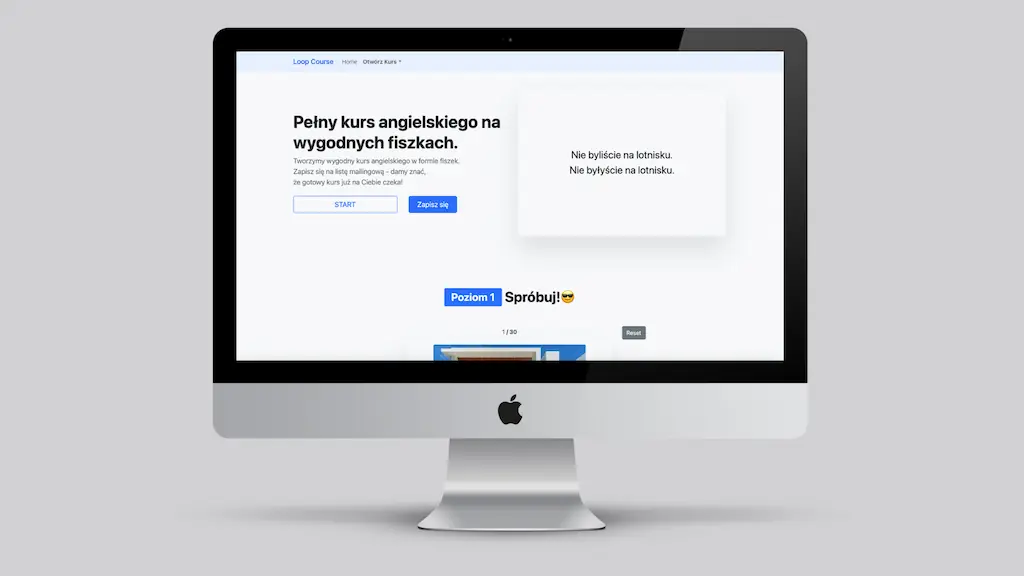 Loop Course Home Otwórz Kurs
Pełny kurs angielskiego na
wygodnych fiszkach.
Tworzymy wygodny kurs angielskiego w formie fiszek.
Zapisz się na listę mailingową - damy znać,
że gotowy kurs już na Ciebie czeka!
START Zapisz się
Nie byliście na lotnisku.
Nie byłyście na lotnisku.
Poziom 1 Spróbuj!😎
1 / 30
Reset